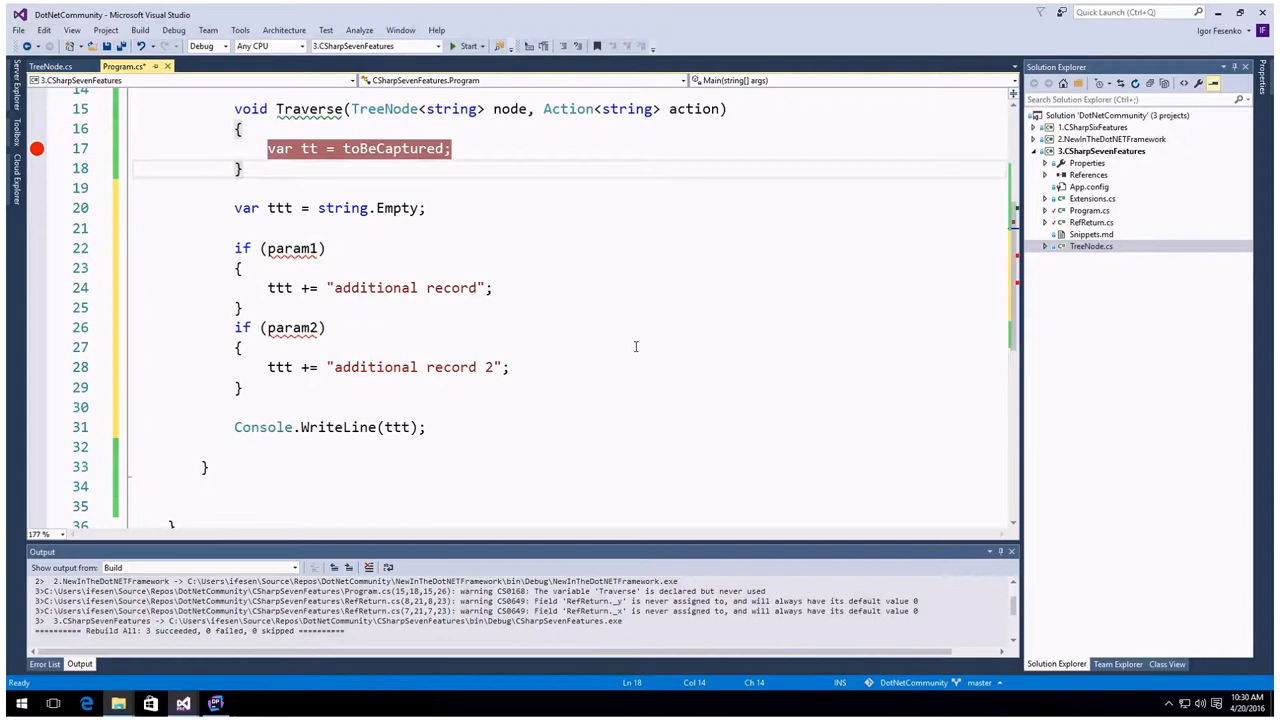 DotNetCommunity - Microsoft Visual Studio
Quick Launch (Ctrl+Q)
File Edit View Project Build Debug Team Tools Architecture Test Analyze Window Help
Igor Fesenko IF
Debug Any CPU 3.CSharpSevenFeatures Start
TreeNode.cs Program.cs*
3.CSharpSevenFeatures CSharpSevenFeatures.Program Main(string[] args)
Server Explorer
Toolbox
Cloud Explorer
14
15 void Traverse(TreeNode<string> node, Action<string> action)
16 {
17 var tt = toBeCaptured;
18 }
19
20 var ttt = string.Empty;
21
22 if (param1)
23 {
24 ttt += "additional record";
25 }
26 if (param2)
27 {
28 ttt += "additional record 2";
29 }
30
31 Console.WriteLine(ttt);
32
33 }
34
35
36 }
177 %
Solution Explorer
Search Solution Explorer (Ctrl+;)
Solution 'DotNetCommunity' (3 projects)
1.CSharpSixFeatures
2.NewInTheDotNETFramework
3.CSharpSevenFeatures
Properties
References
App.config
Extensions.cs
Program.cs
RefReturn.cs
Snippets.md
TreeNode.cs
Properties
Output
Show output from: Build
2> 2.NewInTheDotNETFramework -> C:\Users\ifesen\Source\Repos\DotNetCommunity\NewInTheDotNETFramework\bin\Debug\NewInTheDotNETFramework.exe
3>C:\Users\ifesen\Source\Repos\DotNetCommunity\CSharpSevenFeatures\Program.cs(15,18,15,26): warning CS0168: The variable 'Traverse' is declared but never used
3>C:\Users\ifesen\Source\Repos\DotNetCommunity\CSharpSevenFeatures\RefReturn.cs(8,21,8,23): warning CS0649: Field 'RefReturn._y' is never assigned to, and will always have its default value 0
3>C:\Users\ifesen\Source\Repos\DotNetCommunity\CSharpSevenFeatures\RefReturn.cs(7,21,7,23): warning CS0649: Field 'RefReturn._x' is never assigned to, and will always have its default value 0
3> 3.CSharpSevenFeatures -> C:\Users\ifesen\Source\Repos\DotNetCommunity\CSharpSevenFeatures\bin\Debug\CSharpSevenFeatures.exe
========== Rebuild All: 3 succeeded, 0 failed, 0 skipped ==========
Error List Output
Solution Explorer Team Explorer Class View
Ready Ln 18 Col 14 Ch 14 INS DotNetCommunity master
10:30 AM
4/20/2016